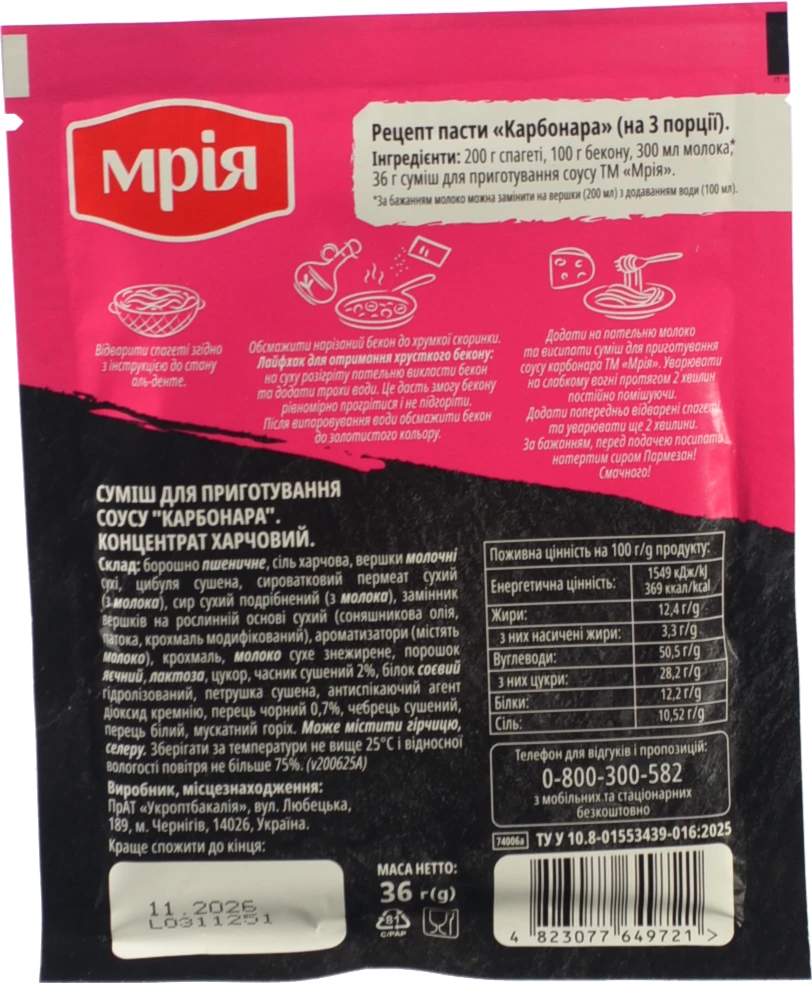 мрія
Рецепт пасти «Карбонара» (на 3 порції).
Інгредієнти: 200 г спагеті, 100 г бекону, 300 мл молока,*
36 г суміш для приготування соусу ТМ «Мрія».
*За бажанням молоко можна замінити на вершки (200 мл) з додаванням води (100 мл).
Відварити спагеті згідно
з інструкцією до стану
аль-денте.
Обсмажити нарізаний бекон до хрумкої скоринки.
Лайфхак для отримання хрусткого бекону:
на суху розігріту пательню викласти бекон
та додати трохи води. Це дасть змогу бекону
рівномірно прогрітися і не підгоріти.
Після випаровування води обсмажити бекон
до золотистого кольору.
Додати на пательню молоко
та висипати суміш для приготування
соусу карбонара ТМ «Мрія». Уварювати
на слабкому вогні протягом 2 хвилин
постійно помішуючи.
Додати попередньо відварені спагеті
та уварювати ще 2 хвилини.
За бажанням, перед подачею посипати
натертим сиром Пармезан!
Смачного!
СУМІШ ДЛЯ ПРИГОТУВАННЯ
СОУСУ "КАРБОНАРА".
КОНЦЕНТРАТ ХАРЧОВИЙ.
Склад: борошно пшеничне, сіль харчова, вершки молочні
сухі, цибуля сушена, сироватковий пермеат сухий
(з молока), сир сухий подрібнений (з молока), замінник
вершків на рослинній основі сухий (соняшникова олія,
патока, крохмаль модифікований), ароматизатори (містять
молоко), крохмаль, молоко сухе знежирене, порошок
яєчний, лактоза, цукор, часник сушений 2%, білок соєвий
гідролізований, петрушка сушена, антиспікаючий агент
діоксид кремнію, перець чорний 0,7%, чебрець сушений,
перець білий, мускатний горіх. Може містити гірчицю,
селеру. Зберігати за температури не вище 25°С і відносної
вологості повітря не більше 75%. (v200625A)
Виробник, місцезнаходження:
ПрАТ «Укроптбакалія», вул. Любецька,
189, м. Чернігів, 14026, Україна.
Краще спожити до кінця:
11.2026
L0311251
МАСА НЕТТО:
36 г(g)
81
C/PAP
Поживна цінність на 100 г/g продукту:
Енергетична цінність: 1549 кДж/kJ
369 ккал/kcal
Жири: 12,4 г/g
з них насичені жири: 3,3 г/g
Вуглеводи: 50,5 г/g
з них цукри: 28,2 г/g
Білки: 12,2 г/g
Сіль: 10,52 г/g
Телефон для відгуків і пропозицій:
0-800-300-582
з мобільних та стаціонарних
безкоштовно
74006a ТУ У 10.8-01553439-016:2025
4 823077 649721 >